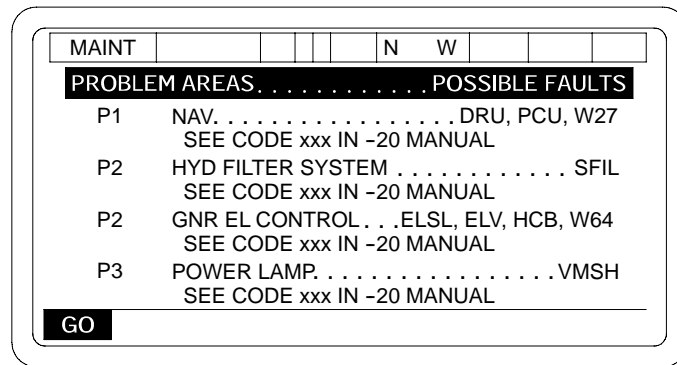 MAINT N W
PROBLEM AREAS. . . . . . . . . . . . . POSSIBLE FAULTS
P1 NAV. . . . . . . . . . . . . . . . . . DRU, PCU, W27
SEE CODE xxx IN -20 MANUAL
P2 HYD FILTER SYSTEM . . . . . . . . . . . . . SFIL
SEE CODE xxx IN -20 MANUAL
P2 GNR EL CONTROL . . .ELSL, ELV, HCB, W64
SEE CODE xxx IN -20 MANUAL
P3 POWER LAMP. . . . . . . . . . . . . . . . . . VMSH
SEE CODE xxx IN -20 MANUAL
GO